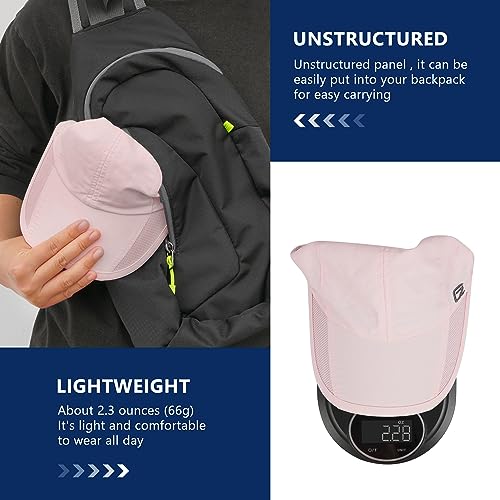 UNSTRUCTURED
Unstructured panel , it can be
easily put into your backpack
for easy carrying
LIGHTWEIGHT
About 2.3 ounces (66g)
It's light and comfortable
to wear all day
OZ
2.28